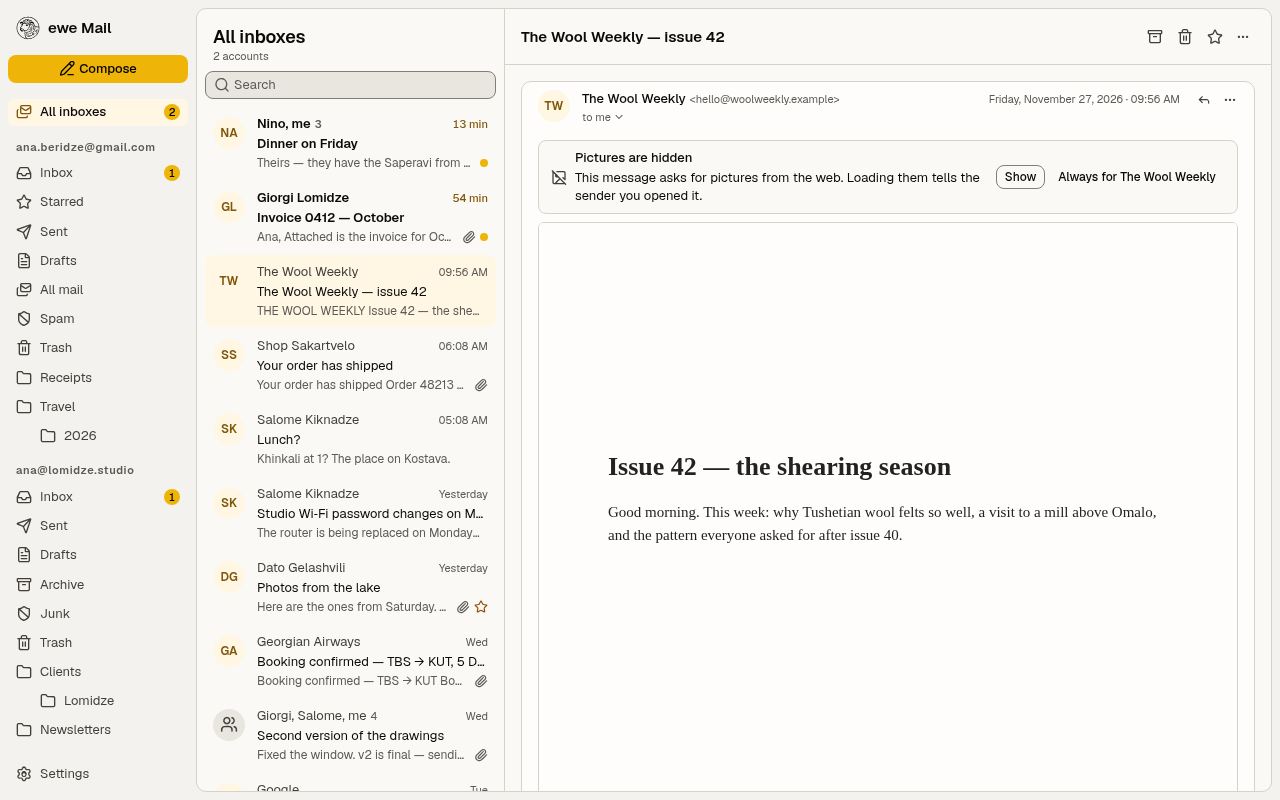 ewe Mail
Compose
All inboxes 2
ana.beridze@gmail.com
Inbox 1
Starred
Sent
Drafts
All mail
Spam
Trash
Receipts
Travel
2026
ana@lomidze.studio
Inbox 1
Sent
Drafts
Archive
Junk
Trash
Clients
Lomidze
Newsletters
Settings
All inboxes
2 accounts
Search
NA
Nino, me 3 13 min
Dinner on Friday
Theirs — they have the Saperavi from …
GL
Giorgi Lomidze 54 min
Invoice 0412 — October
Ana, Attached is the invoice for Oc…
TW
The Wool Weekly 09:56 AM
The Wool Weekly — issue 42
THE WOOL WEEKLY Issue 42 — the she…
SS
Shop Sakartvelo 06:08 AM
Your order has shipped
Your order has shipped Order 48213 …
SK
Salome Kiknadze 05:08 AM
Lunch?
Khinkali at 1? The place on Kostava.
SK
Salome Kiknadze Yesterday
Studio Wi-Fi password changes on M…
The router is being replaced on Monday…
DG
Dato Gelashvili Yesterday
Photos from the lake
Here are the ones from Saturday. …
GA
Georgian Airways Wed
Booking confirmed — TBS → KUT, 5 D…
Booking confirmed — TBS → KUT Bo…
Giorgi, Salome, me 4 Wed
Second version of the drawings
Fixed the window. v2 is final — sendi…
Google Tue
The Wool Weekly — issue 42
TW
The Wool Weekly <hello@woolweekly.example> Friday, November 27, 2026 · 09:56 AM
to me
Pictures are hidden
This message asks for pictures from the web. Loading them tells the
sender you opened it.
Show Always for The Wool Weekly
Issue 42 — the shearing season
Good morning. This week: why Tushetian wool felts so well, a visit to a mill above Omalo,
and the pattern everyone asked for after issue 40.